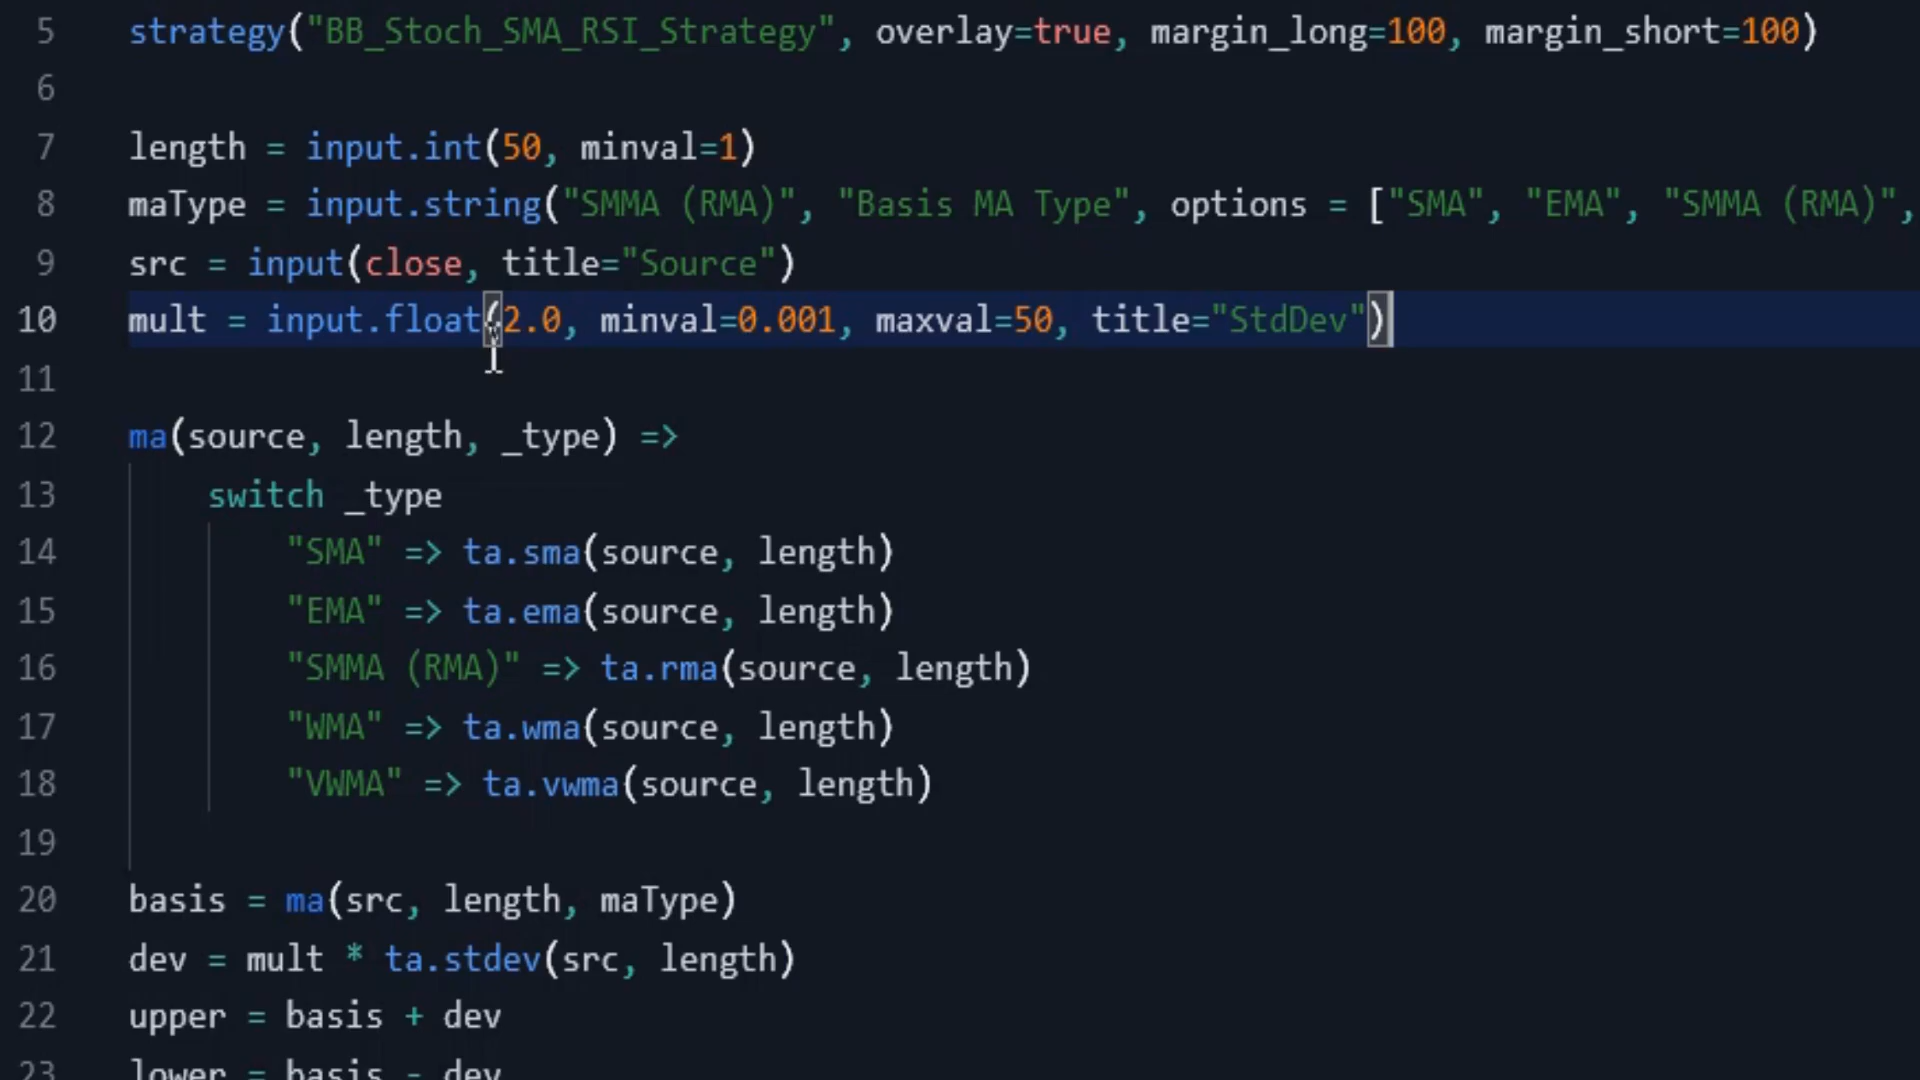 5 strategy("BB_Stoch_SMA_RSI_Strategy", overlay=true, margin_long=100, margin_short=100)
6
7 length = input.int(50, minval=1)
8 maType = input.string("SMMA (RMA)", "Basis MA Type", options = ["SMA", "EMA", "SMMA (RMA)",
9 src = input(close, title="Source")
10 mult = input.float(2.0, minval=0.001, maxval=50, title="StdDev")
11
12 ma(source, length, _type) =>
13 switch _type
14 "SMA" => ta.sma(source, length)
15 "EMA" => ta.ema(source, length)
16 "SMMA (RMA)" => ta.rma(source, length)
17 "WMA" => ta.wma(source, length)
18 "VWMA" => ta.vwma(source, length)
19
20 basis = ma(src, length, maType)
21 dev = mult * ta.stdev(src, length)
22 upper = basis + dev
23 lower = basis - dev